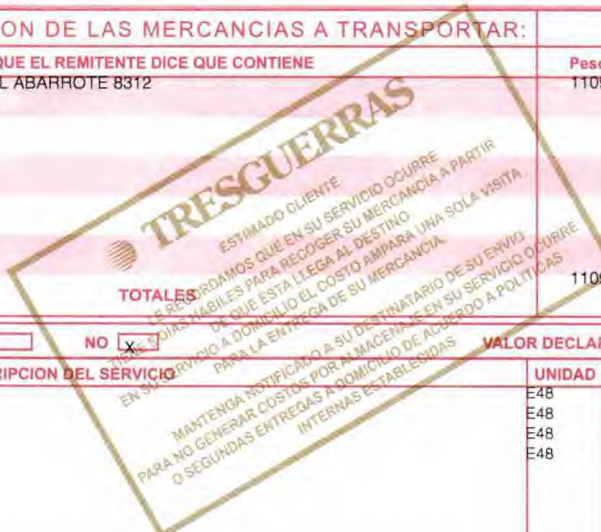 ON DE LAS MERCANCIAS A TRANSPORTAR:
QUE EL REMITENTE DICE QUE CONTIENE
Pes
L ABARROTE 8312
110
TRESGUERRAS
ESTIMADO CLIENTE
LE RECORDAMOS QUE EN SU SERVICIO OCURRE
TIENE 5 DIAS HABILES PARA RECOGER SU MERCANCIA A PARTIR
DE QUE ESTA LLEGA AL DESTINO
EN SU SERVICIO A DOMICILIO EL COSTO AMPARA UNA SOLA VISITA
PARA LA ENTREGA DE SU MERCANCIA.
MANTENGA NOTIFICADO A SU DESTINATARIO DE SU ENVIO
PARA NO GENERAR COSTOS POR ALMACENAJE EN SU SERVICIO OCURRE
O SEGUNDAS ENTREGAS A DOMICILIO DE ACUERDO A POLITICAS
INTERNAS ESTABLECIDAS
TOTALES
110
NO X
VALOR DECLA
RIPCION DEL SERVICIO
UNIDAD
E48
E48
E48
E48